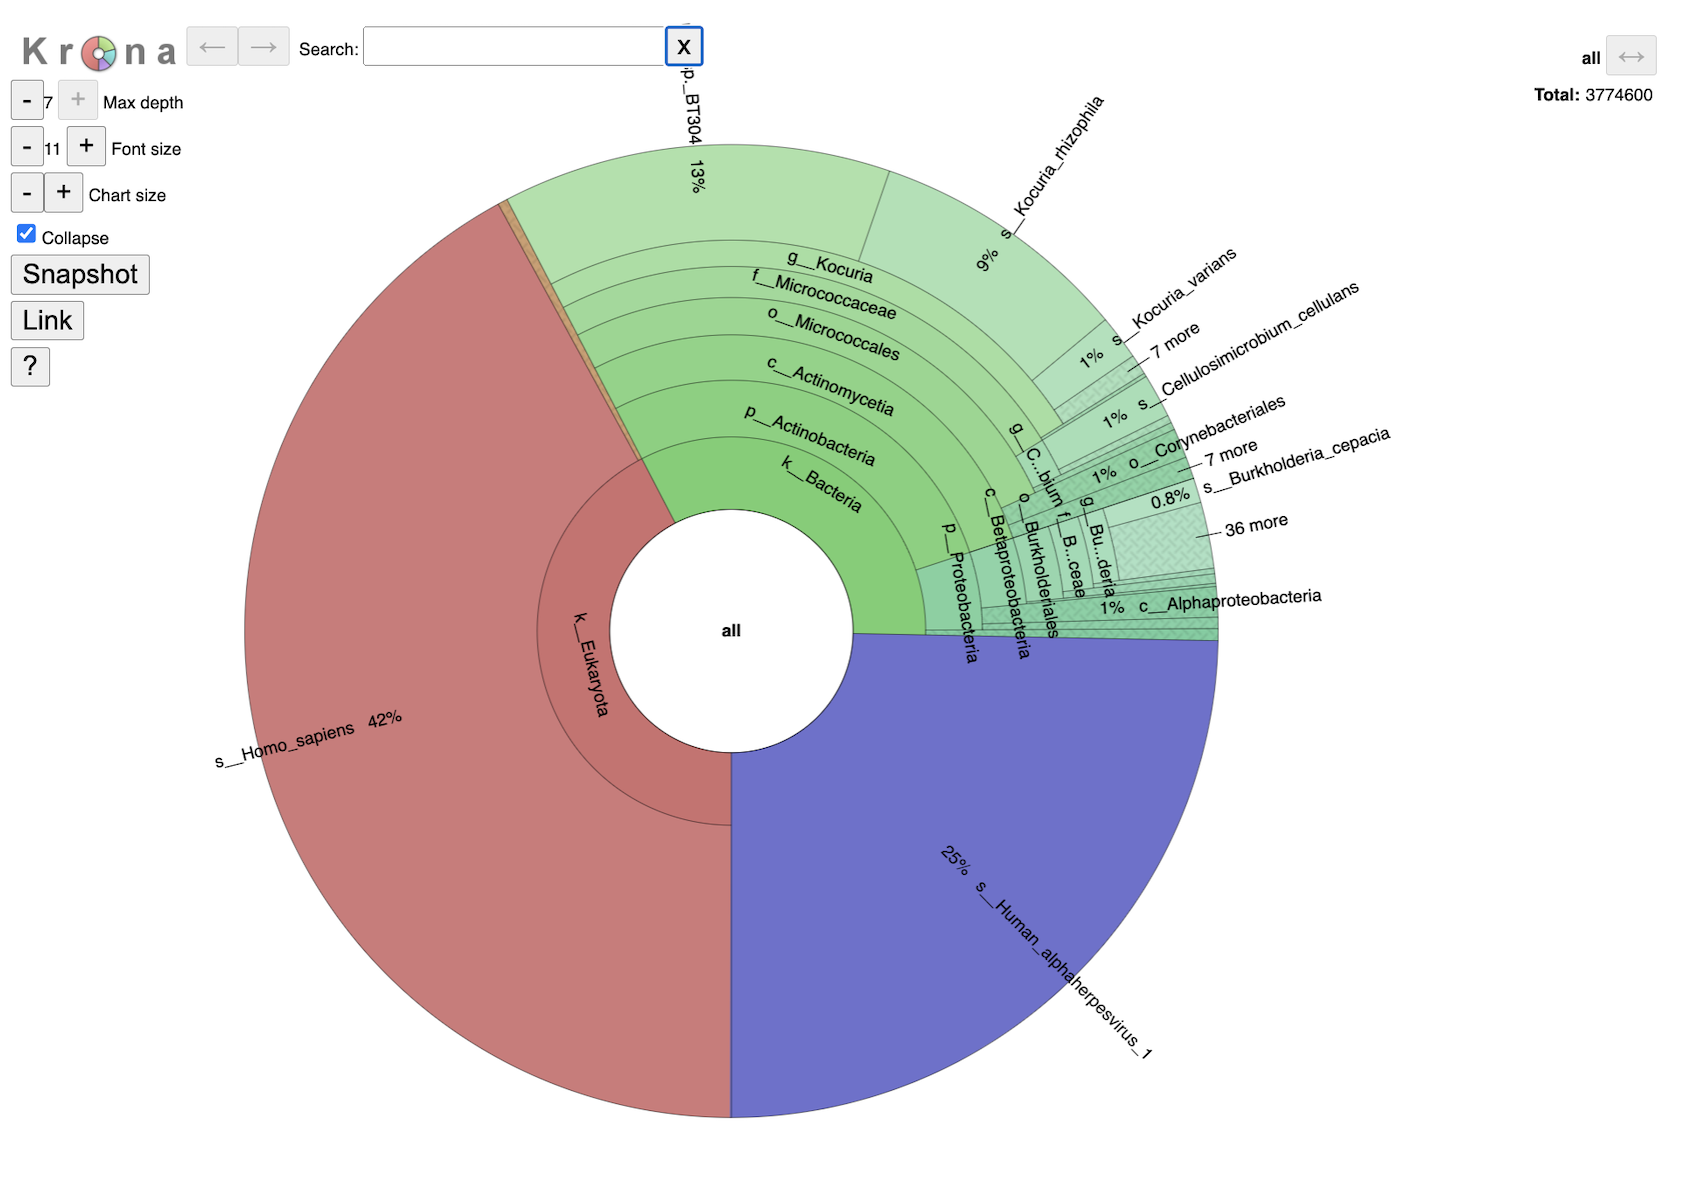 Krona
← → Search: X
all ↔
Total: 3774600
- 7 + Max depth
- 11 + Font size
- + Chart size
Collapse
Snapshot
Link
?
p._BT304 13%
9% s__Kocuria_rhizophila
1% s__Kocuria_varians
7 more
1% s__Cellulosimicrobium_cellulans
1% o__Corynebacteriales
7 more
0.8% s__Burkholderia_cepacia
36 more
1% c__Alphaproteobacteria
g__Kocuria
f__Micrococcaceae
o__Micrococcales
c__Actinomycetia
p__Actinobacteria
k__Bacteria
g__C...bium
p__Proteobacteria
c__Betaproteobacteria
o__Burkholderiales
f__B...ceae
g__Bu...deria
all
k__Eukaryota
s__Homo_sapiens 42%
25% s__Human_alphaherpesvirus_1